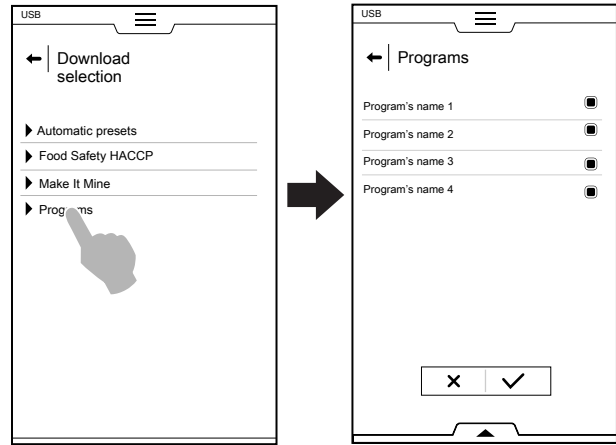 USB
Download
selection
Automatic presets
Food Safety HACCP
Make It Mine
Programs
USB
Programs
Program's name 1
Program's name 2
Program's name 3
Program's name 4